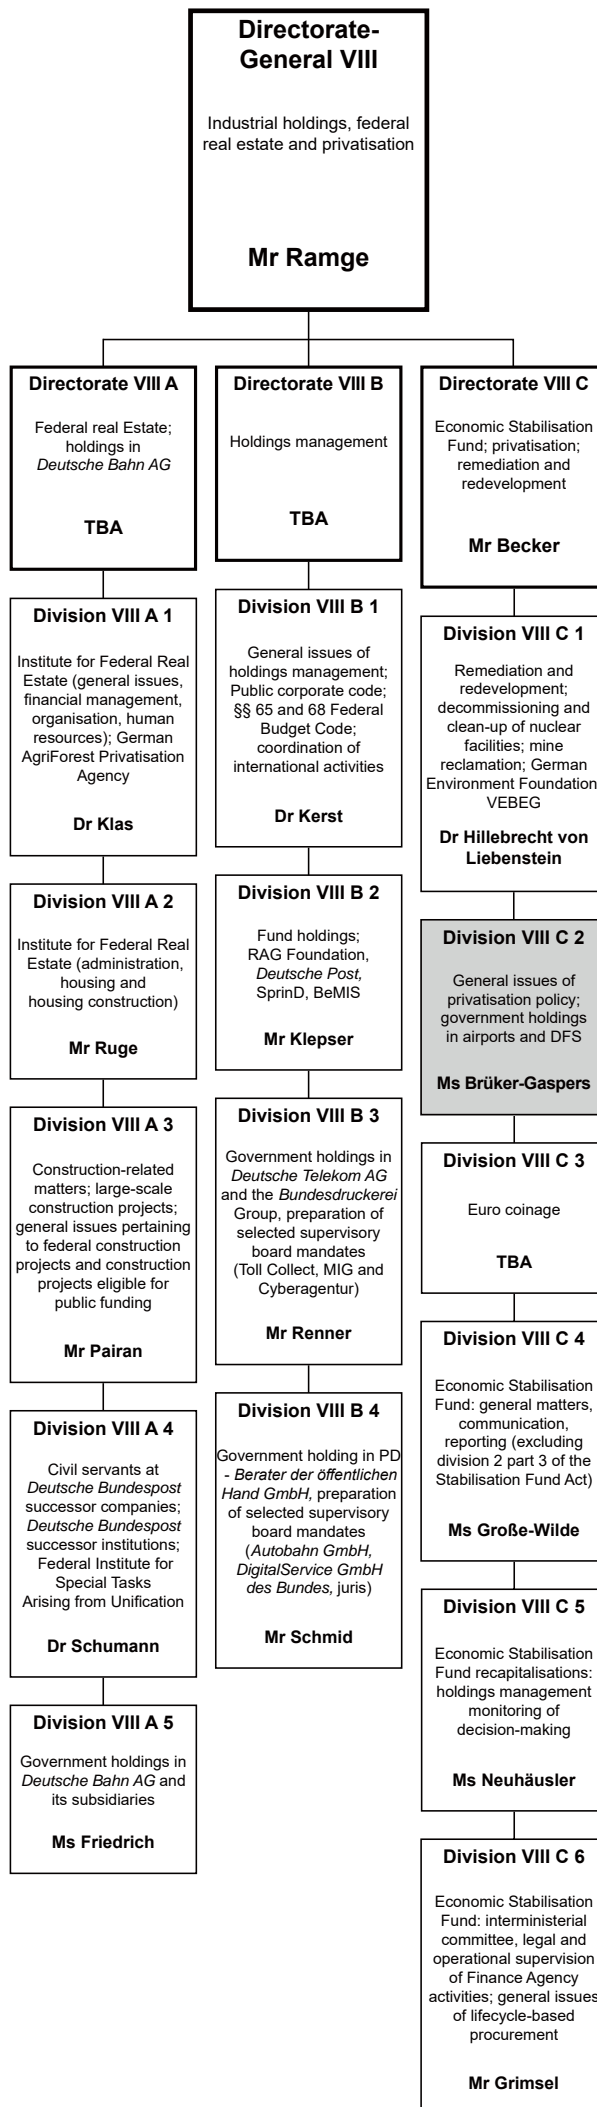 Directorate-
General VIII
Industrial holdings, federal
real estate and privatisation
Mr Ramge
Directorate VIII A
Federal real Estate;
holdings in
Deutsche Bahn AG
TBA
Division VIII A 1
Institute for Federal Real
Estate (general issues,
financial management,
organisation, human
resources); German
AgriForest Privatisation
Agency
Dr Klas
Division VIII A 2
Institute for Federal Real
Estate (administration,
housing and
housing construction)
Mr Ruge
Division VIII A 3
Construction-related
matters; large-scale
construction projects;
general issues pertaining
to federal construction
projects and construction
projects eligible for
public funding
Mr Pairan
Division VIII A 4
Civil servants at
Deutsche Bundespost
successor companies;
Deutsche Bundespost
successor institutions;
Federal Institute for
Special Tasks
Arising from Unification
Dr Schumann
Division VIII A 5
Government holdings in
Deutsche Bahn AG and
its subsidiaries
Ms Friedrich
Directorate VIII B
Holdings management
TBA
Division VIII B 1
General issues of
holdings management;
Public corporate code;
§§ 65 and 68 Federal
Budget Code;
coordination of
international activities
Dr Kerst
Division VIII B 2
Fund holdings;
RAG Foundation,
Deutsche Post,
SprinD, BeMIS
Mr Klepser
Division VIII B 3
Government holdings in
Deutsche Telekom AG
and the Bundesdruckerei
Group, preparation of
selected supervisory
board mandates
(Toll Collect, MIG and
Cyberagentur)
Mr Renner
Division VIII B 4
Government holding in PD
- Berater der öffentlichen
Hand GmbH, preparation
of selected supervisory
board mandates
(Autobahn GmbH,
DigitalService GmbH
des Bundes, juris)
Mr Schmid
Directorate VIII C
Economic Stabilisation
Fund; privatisation;
remediation and
redevelopment
Mr Becker
Division VIII C 1
Remediation and
redevelopment;
decommissioning and
clean-up of nuclear
facilities; mine
reclamation; German
Environment Foundation
VEBEG
Dr Hillebrecht von
Liebenstein
Division VIII C 2
General issues of
privatisation policy;
government holdings
in airports and DFS
Ms Brüker-Gaspers
Division VIII C 3
Euro coinage
TBA
Division VIII C 4
Economic Stabilisation
Fund: general matters,
communication,
reporting (excluding
division 2 part 3 of the
Stabilisation Fund Act)
Ms Große-Wilde
Division VIII C 5
Economic Stabilisation
Fund recapitalisations:
holdings management
monitoring of
decision-making
Ms Neuhäusler
Division VIII C 6
Economic Stabilisation
Fund: interministerial
committee, legal and
operational supervision
of Finance Agency
activities; general issues
of lifecycle-based
procurement
Mr Grimsel